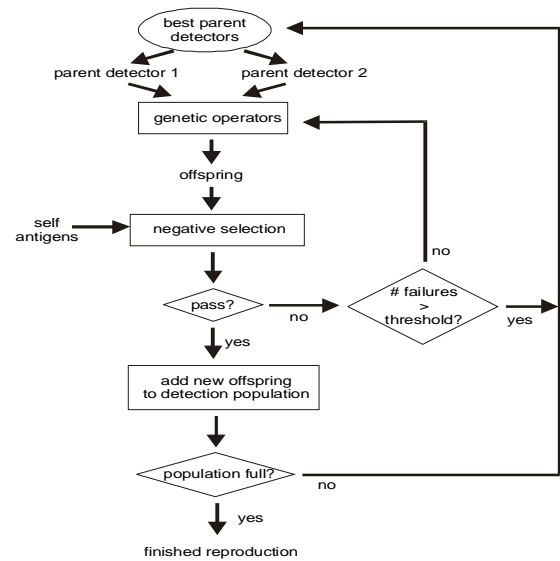 best parent
detectors
parent detector 1
parent detector 2
genetic operators
offspring
self
antigens
negative selection
no
# failures
>
threshold?
pass?
no
yes
yes
add new offspring
to detection population
population full?
no
yes
finished reproduction